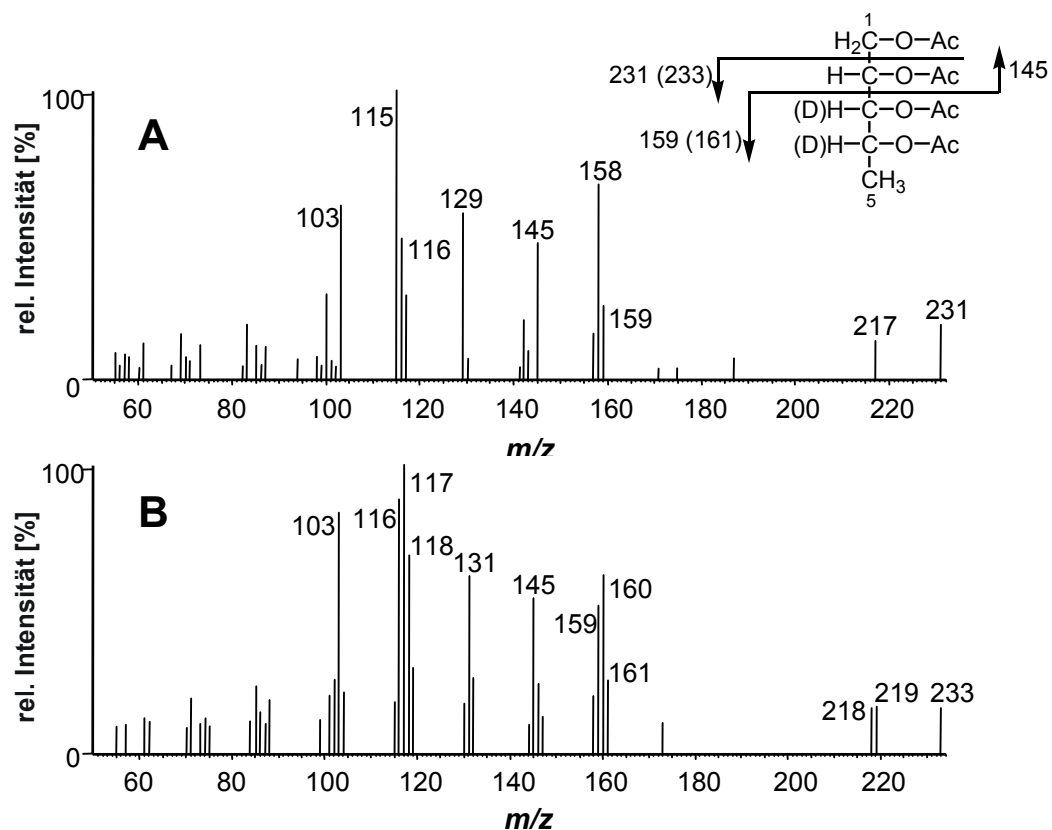 1
H₂C–O–Ac
231 (233)
H–C–O–Ac
145
(D)H–C–O–Ac
159 (161)
(D)H–C–O–Ac
CH₃
5
A
rel. Intensität [%]
100
0
103
115
116
129
145
158
159
217
231
60 80 100 120 140 160 180 200 220
m/z
B
rel. Intensität [%]
100
0
103
116
117
118
131
145
159
160
161
218
219
233
60 80 100 120 140 160 180 200 220
m/z